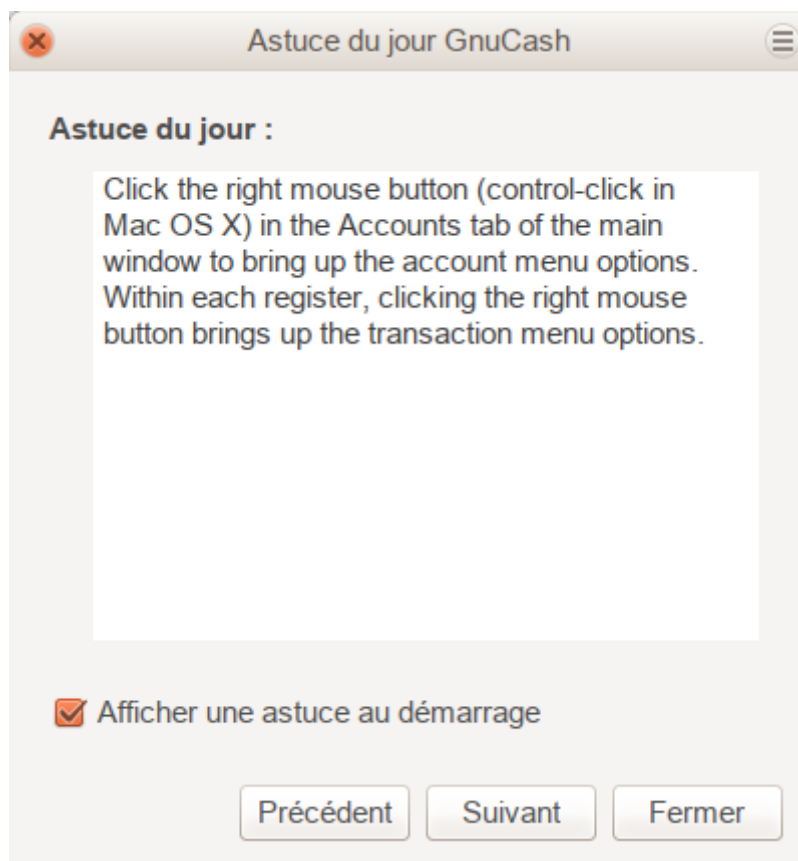 Astuce du jour GnuCash
Astuce du jour :
Click the right mouse button (control-click in
Mac OS X) in the Accounts tab of the main
window to bring up the account menu options.
Within each register, clicking the right mouse
button brings up the transaction menu options.
Afficher une astuce au démarrage
Précédent Suivant Fermer